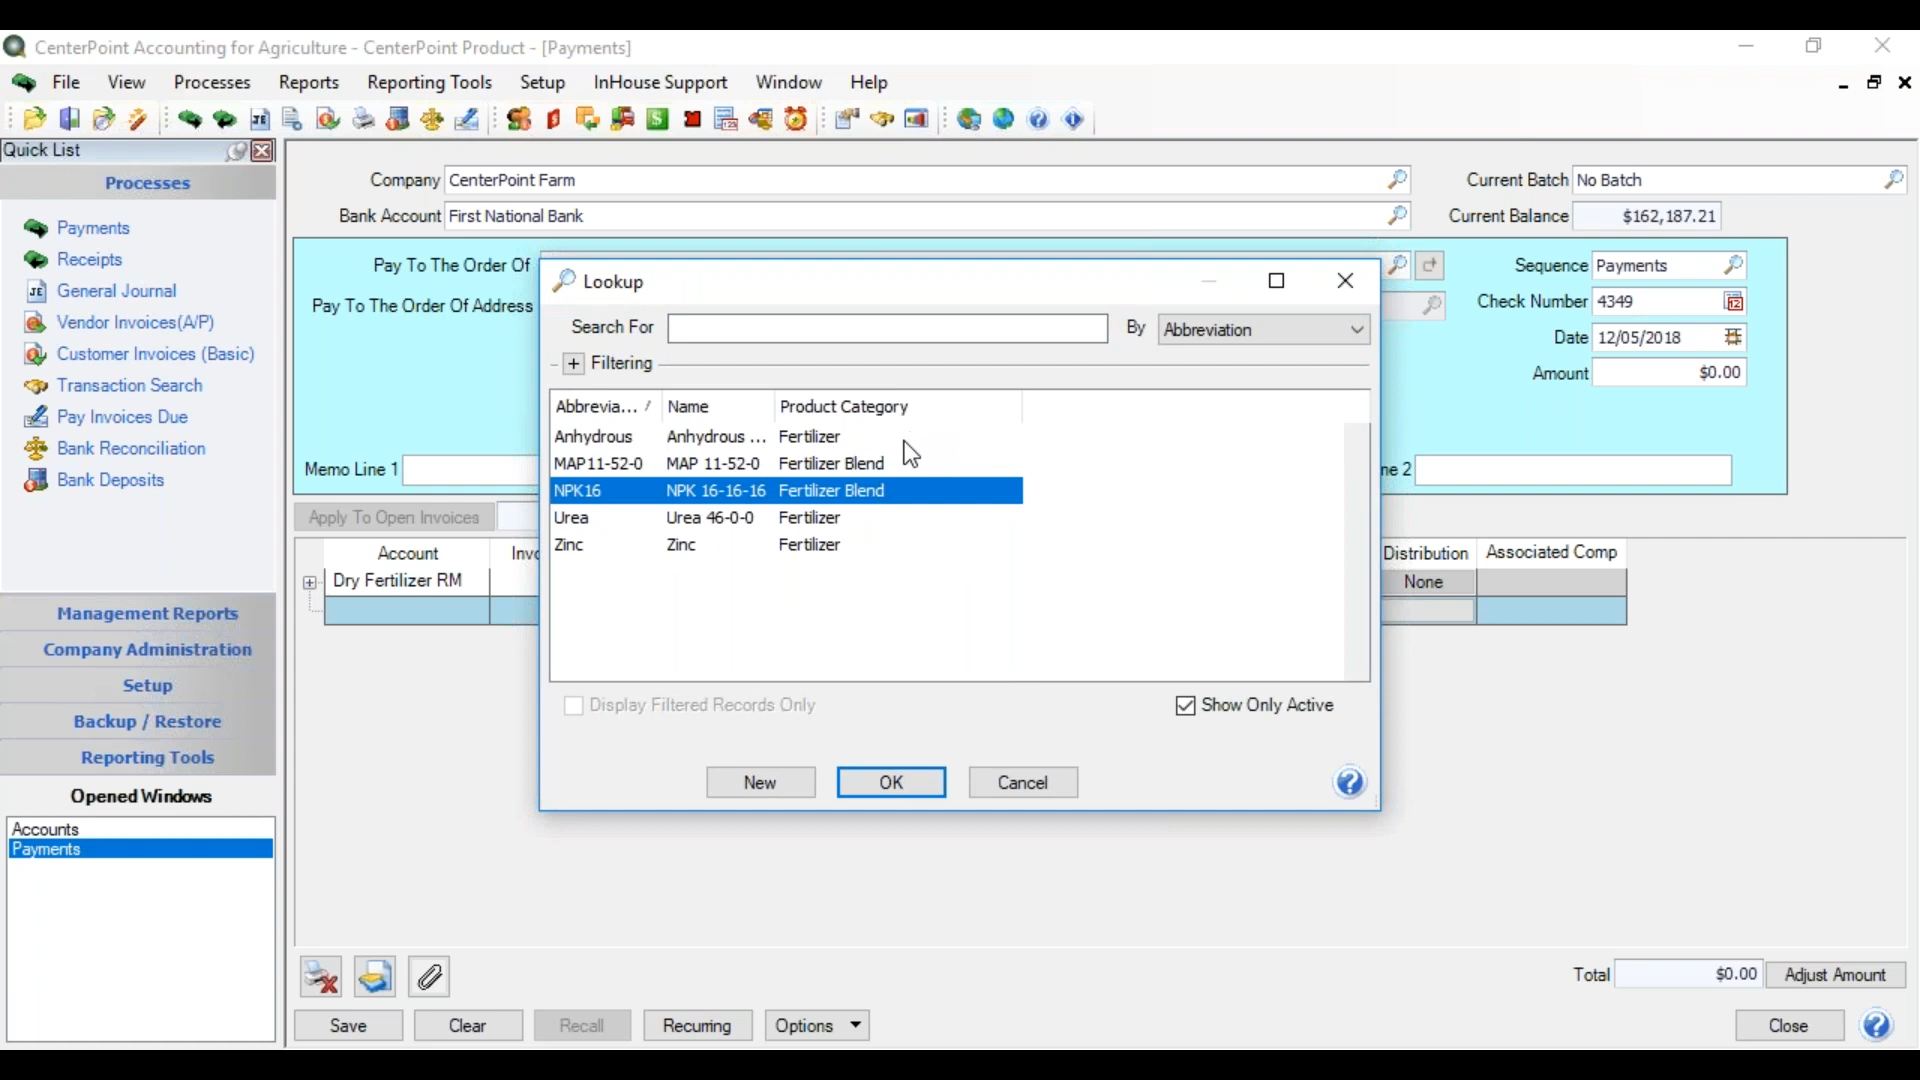 CenterPoint Accounting for Agriculture - CenterPoint Product - [Payments]
File View Processes Reports Reporting Tools Setup InHouse Support Window Help
Quick List
Processes
Payments
Receipts
General Journal
Vendor Invoices(A/P)
Customer Invoices (Basic)
Transaction Search
Pay Invoices Due
Bank Reconciliation
Bank Deposits
Management Reports
Company Administration
Setup
Backup / Restore
Reporting Tools
Opened Windows
Accounts
Payments
Company CenterPoint Farm Current Batch No Batch
Bank Account First National Bank Current Balance $162,187.21
Pay To The Order Of Sequence Payments
Pay To The Order Of Address Check Number 4349
Date 12/05/2018
Amount $0.00
Memo Line 1 ne 2
Apply To Open Invoices
Account Invo Distribution Associated Comp
Dry Fertilizer RM None
Lookup
Search For By Abbreviation
+ Filtering
Abbrevia... / Name Product Category
Anhydrous Anhydrous ... Fertilizer
MAP11-52-0 MAP 11-52-0 Fertilizer Blend
NPK16 NPK 16-16-16 Fertilizer Blend
Urea Urea 46-0-0 Fertilizer
Zinc Zinc Fertilizer
Display Filtered Records Only Show Only Active
New OK Cancel
Total $0.00 Adjust Amount
Save Clear Recall Recurring Options Close